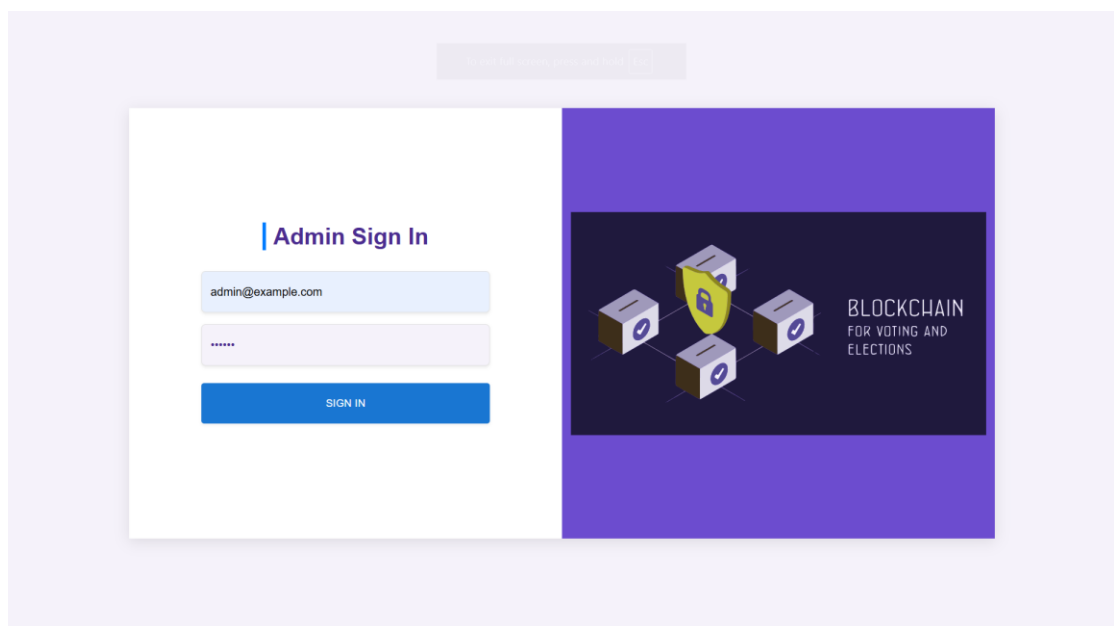 Admin Sign In
admin@example.com
••••••
SIGN IN
BLOCKCHAIN
FOR VOTING AND
ELECTIONS